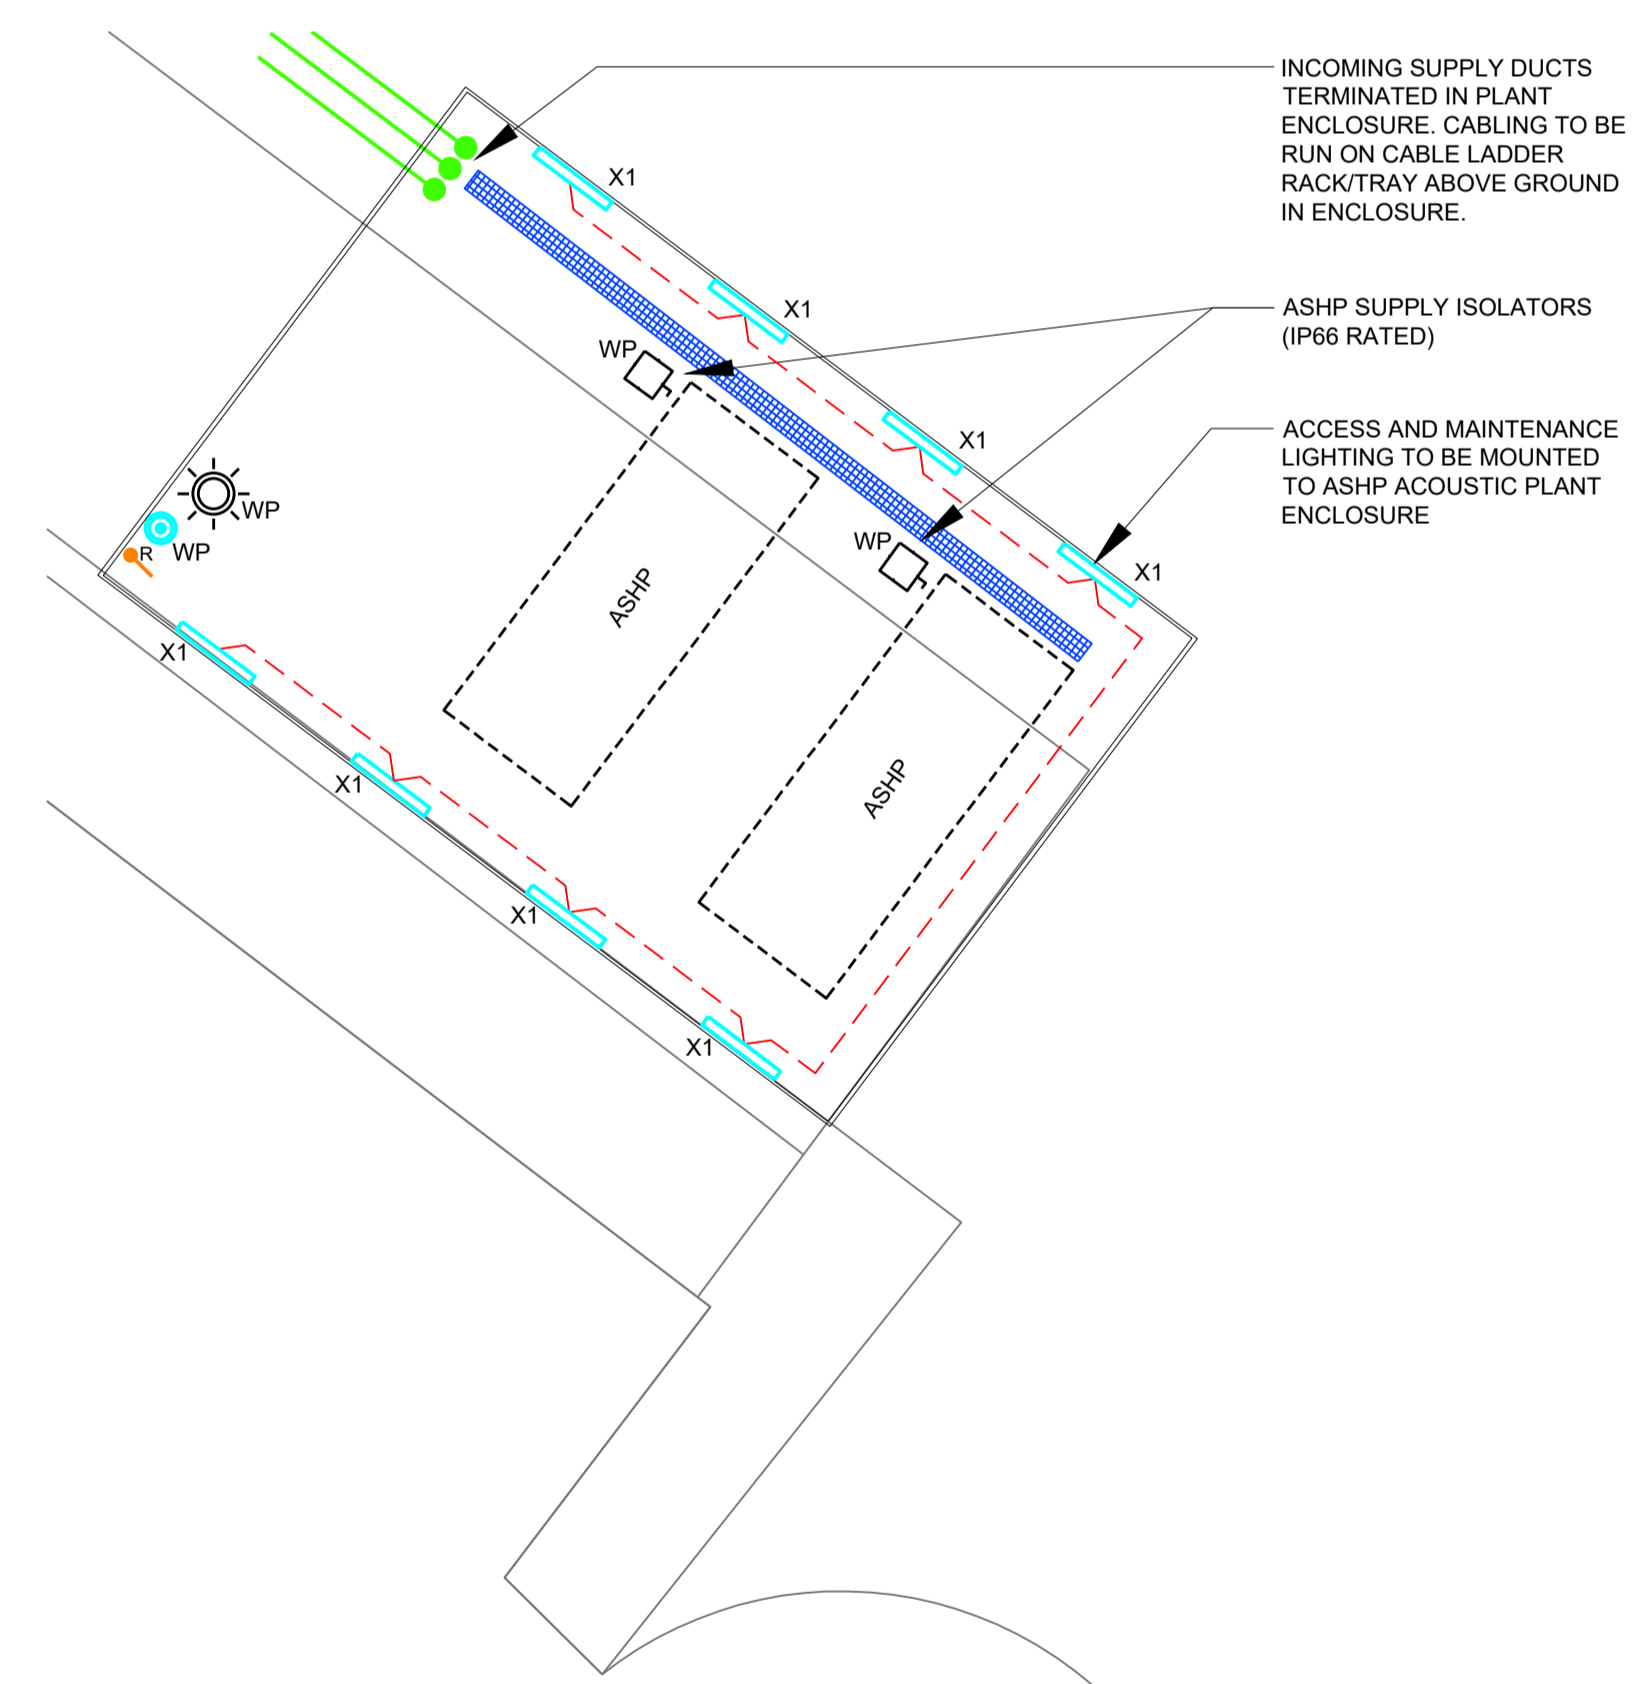 INCOMING SUPPLY DUCTS
TERMINATED IN PLANT
ENCLOSURE. CABLING TO BE
RUN ON CABLE LADDER
RACK/TRAY ABOVE GROUND
IN ENCLOSURE.
X1
X1
ASHP SUPPLY ISOLATORS
(IP66 RATED)
WP
X1
ACCESS AND MAINTENANCE
LIGHTING TO BE MOUNTED
TO ASHP ACOUSTIC PLANT
ENCLOSURE
WP
WP
WP
R
X1
ASHP
X1
ASHP
X1
X1
X1